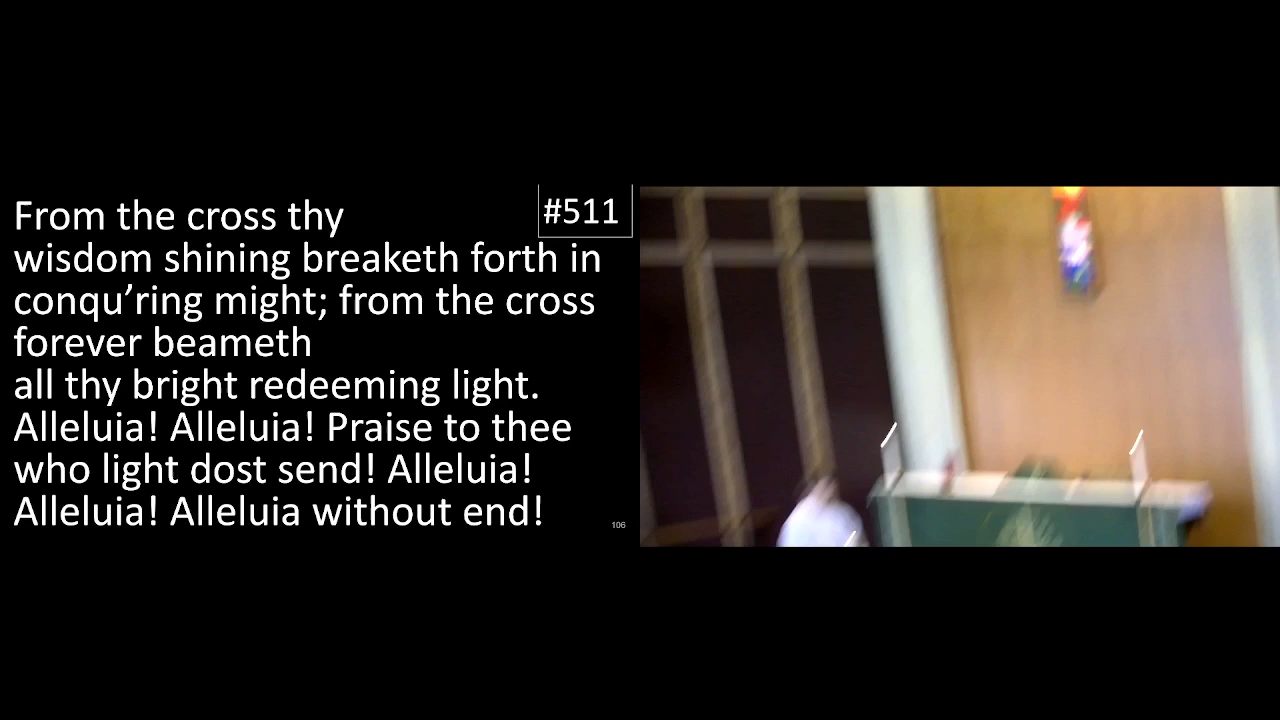 From the cross thy
#511
wisdom shining breaketh forth in
conqu’ring might; from the cross
forever beameth
all thy bright redeeming light.
Alleluia! Alleluia! Praise to thee
who light dost send! Alleluia!
Alleluia! Alleluia without end!
106